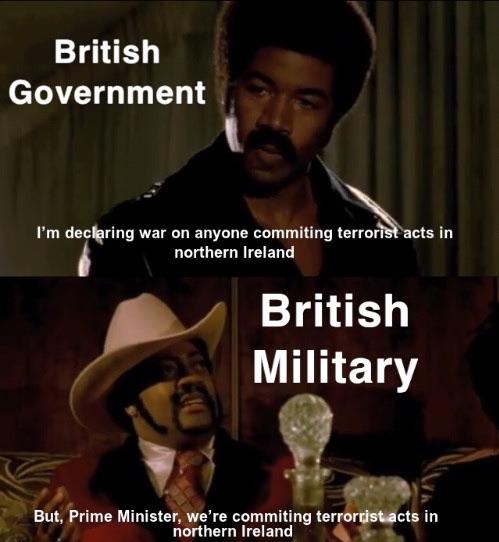 British
Government
I'm declaring war on anyone commiting terrorist acts in
northern Ireland
British
Military
But, Prime Minister, we're commiting terrorrist acts in
northern Ireland